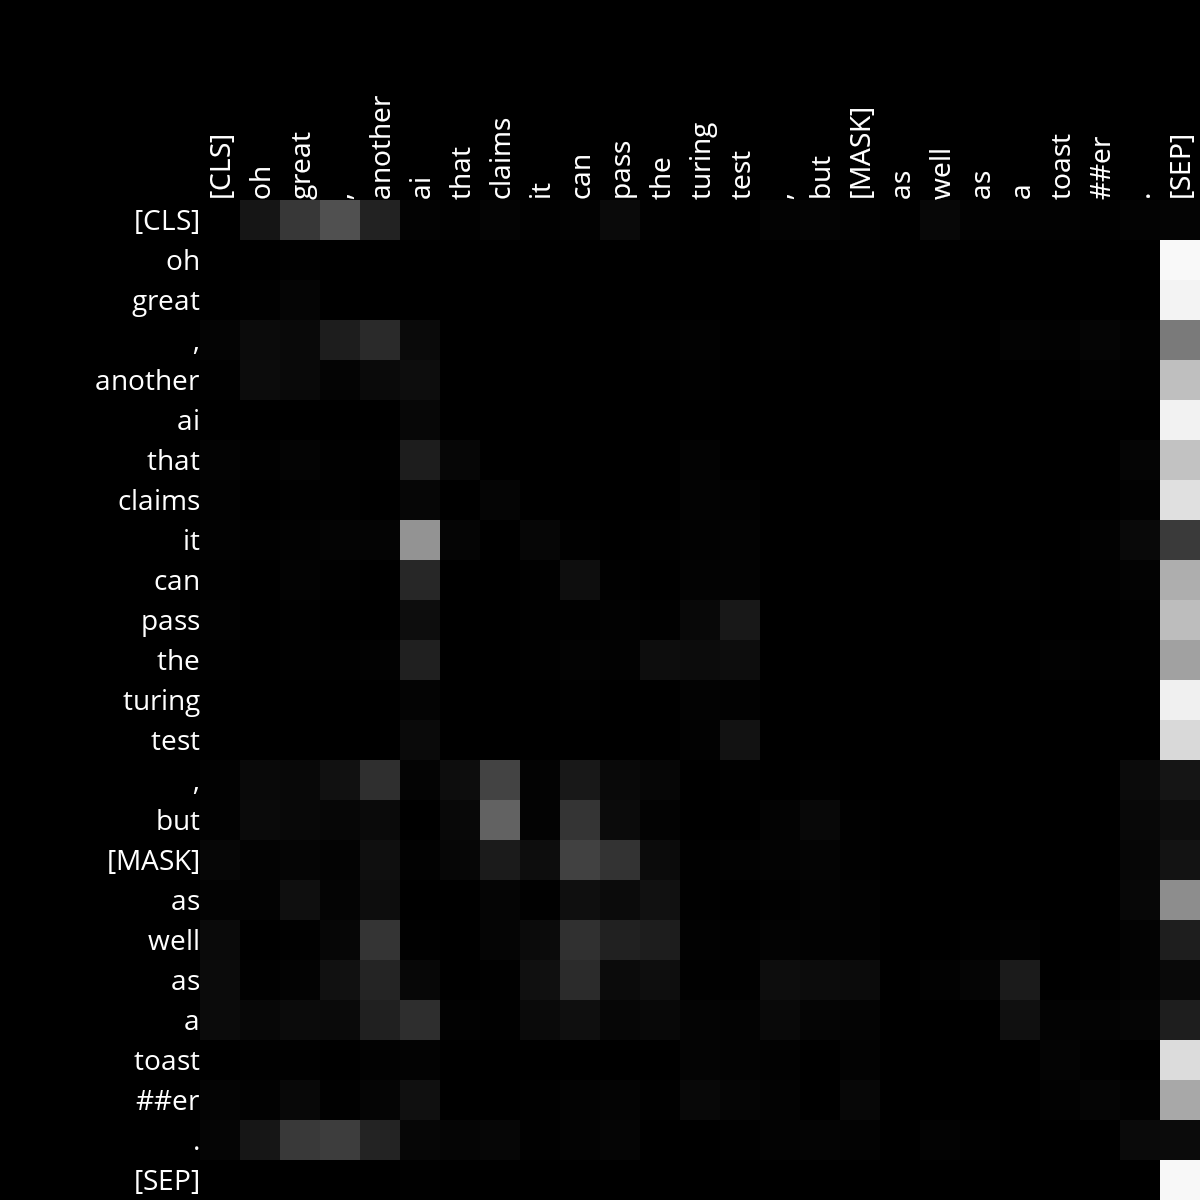 [CLS] oh great , another ai that claims it can pass the turing test , but [MASK] as well as a toast ##er . [SEP]
[CLS]
oh
great
,
another
ai
that
claims
it
can
pass
the
turing
test
,
but
[MASK]
as
well
as
a
toast
##er
.
[SEP]